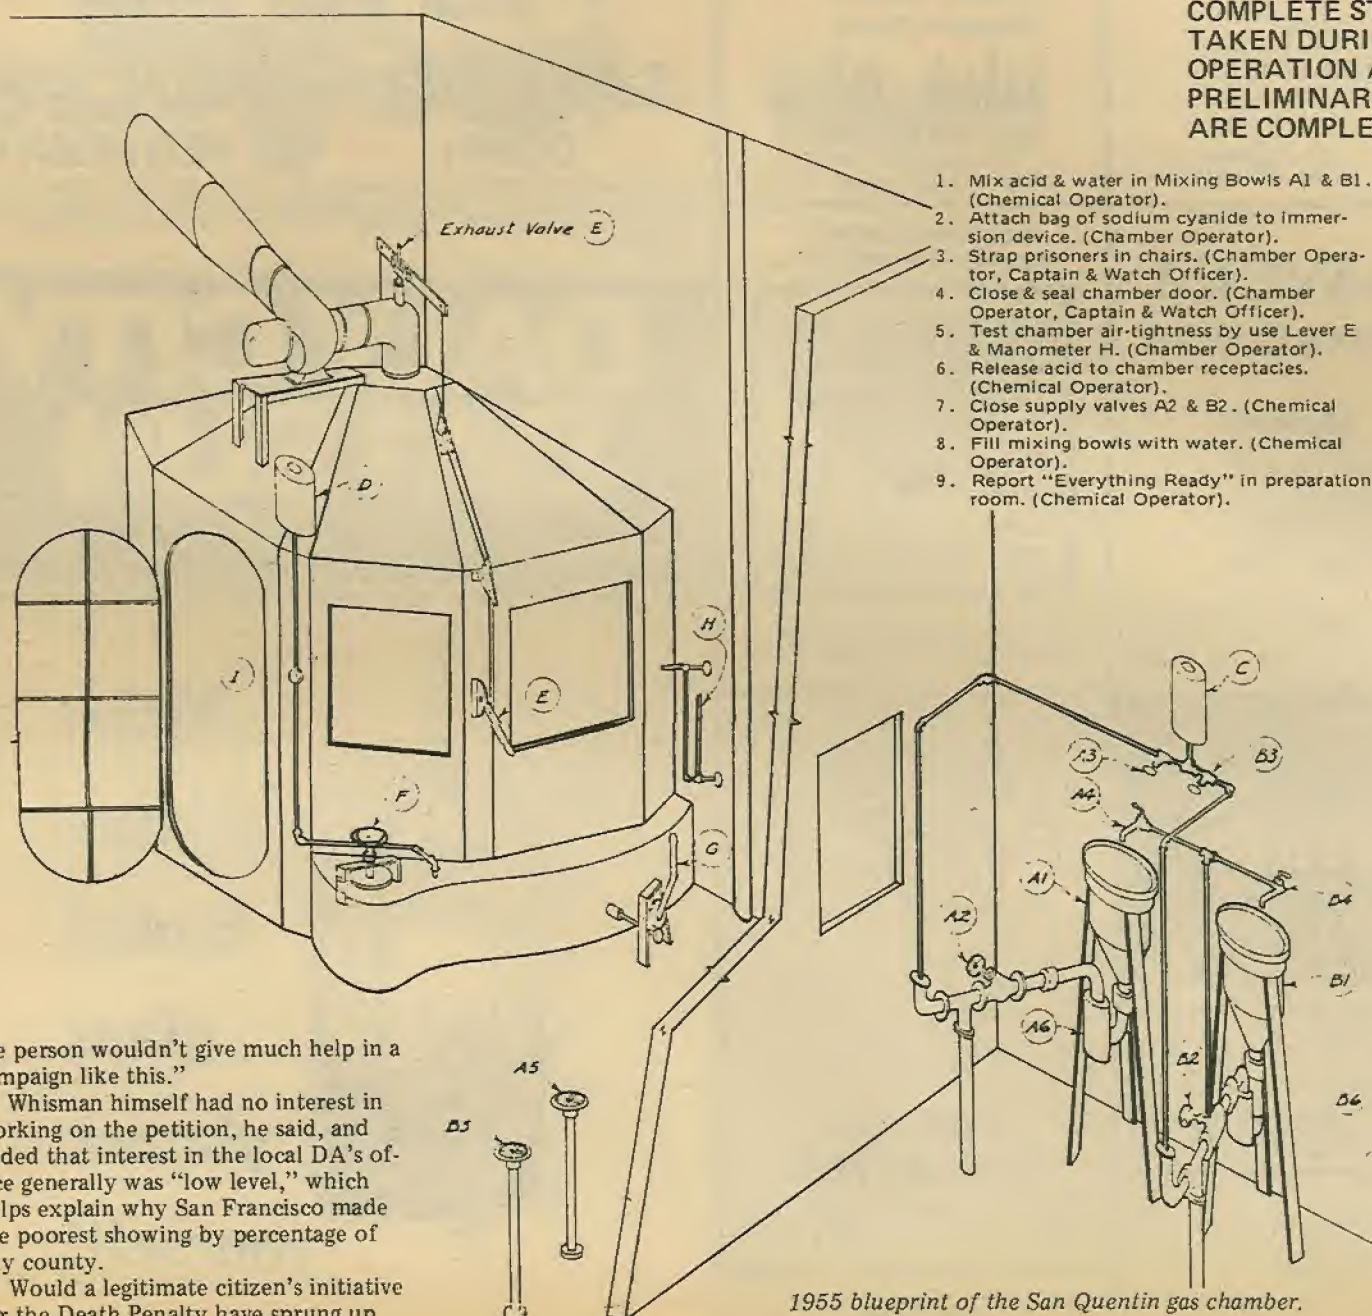 COMPLETE ST
TAKEN DURI
OPERATION A
PRELIMINAR
ARE COMPLE
1. Mix acid & water in Mixing Bowls A1 & B1.
(Chemical Operator).
2. Attach bag of sodium cyanide to immer-
sion device. (Chamber Operator).
3. Strap prisoners in chairs. (Chamber Opera-
tor, Captain & Watch Officer).
4. Close & seal chamber door. (Chamber
Operator, Captain & Watch Officer).
5. Test chamber air-tightness by use Lever E
& Manometer H. (Chamber Operator).
6. Release acid to chamber receptacles.
(Chemical Operator).
7. Close supply valves A2 & B2. (Chemical
Operator).
8. Fill mixing bowls with water. (Chemical
Operator).
9. Report "Everything Ready" in preparation
room. (Chemical Operator).
Exhaust Valve E
D
I
E
H
F
G
C
A3
B3
A4
A1
B4
A2
B1
A6
B2
B6
A5
B5
e person wouldn't give much help in a
mpaign like this."
Whisman himself had no interest in
orking on the petition, he said, and
ded that interest in the local DA's of-
ce generally was "low level," which
lps explain why San Francisco made
e poorest showing by percentage of
y county.
Would a legitimate citizen's initiative
r the Death Penalty have sprung up
1955 blueprint of the San Quentin gas chamber.